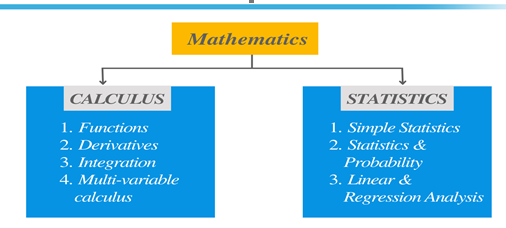 Mathematics
CALCULUS
1. Functions
2. Derivatives
3. Integration
4. Multi-variable
calculus
STATISTICS
1. Simple Statistics
2. Statistics &
Probability
3. Linear &
Regression Analysis